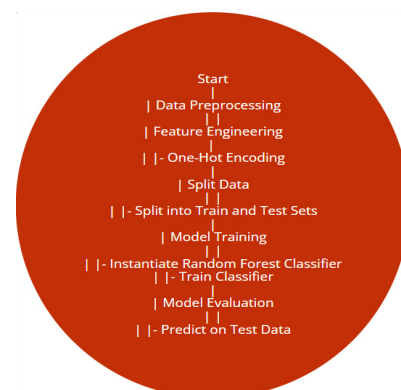 Start
|
| Data Preprocessing
| |
| Feature Engineering
|
| |- One-Hot Encoding
|
| Split Data
| |
| |- Split into Train and Test Sets
|
| Model Training
| |
| |- Instantiate Random Forest Classifier
| |- Train Classifier
|
| Model Evaluation
| |
| |- Predict on Test Data